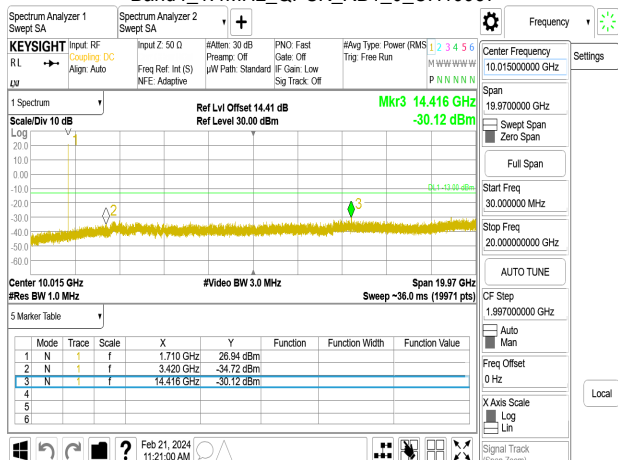 Spectrum Analyzer 1
Swept SA
Spectrum Analyzer 2
Swept SA
Frequency
KEYSIGHT
RL
Input: RF
Coupling: DC
Align: Auto
Input Z: 50 Ω
Freq Ref: Int (S)
NFE: Adaptive
#Atten: 30 dB
Preamp: Off
µW Path: Standard
PNO: Fast
Gate: Off
IF Gain: Low
Sig Track: Off
#Avg Type: Power (RMS
Trig: Free Run
1 2 3 4 5 6
M W W W W W
P N N N N N
1 Spectrum
Scale/Div 10 dB
Ref Lvl Offset 14.41 dB
Ref Level 30.00 dBm
Mkr3 14.416 GHz
-30.12 dBm
Log
20.0
10.0
0.00
-10.0
-20.0
-30.0
-40.0
-50.0
-60.0
1
2
3
DL1 -13.00 dBm
Center 10.015 GHz
#Res BW 1.0 MHz
#Video BW 3.0 MHz
Span 19.97 GHz
Sweep ~36.0 ms (19971 pts)
5 Marker Table
Mode Trace Scale X Y Function Function Width Function Value
1 N 1 f 1.710 GHz 26.94 dBm
2 N 1 f 3.420 GHz -34.72 dBm
3 N 1 f 14.416 GHz -30.12 dBm
4
5
6
Feb 21, 2024
11:21:00 AM
Center Frequency
10.015000000 GHz
Span
19.9700000 GHz
Swept Span
Zero Span
Full Span
Start Freq
30.000000 MHz
Stop Freq
20.000000000 GHz
AUTO TUNE
CF Step
1.997000000 GHz
Auto
Man
Freq Offset
0 Hz
X Axis Scale
Log
Lin
Signal Track
Settings
Local